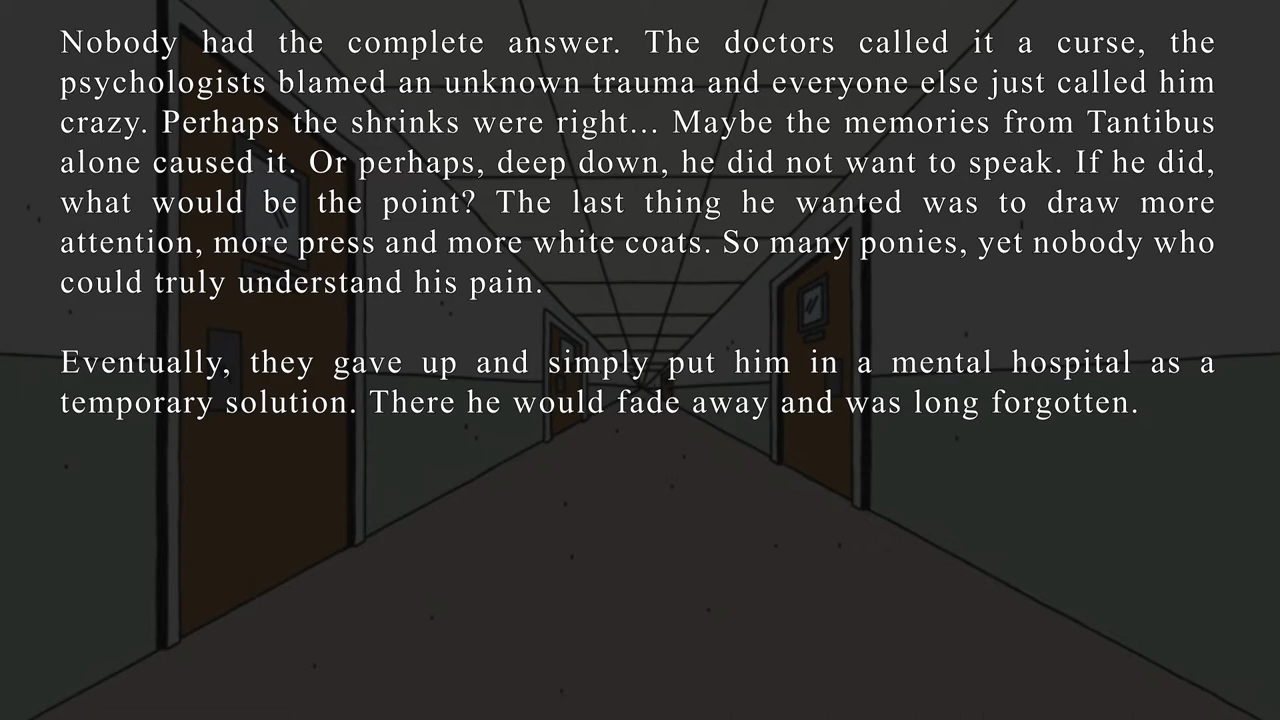 Nobody had the complete answer. The doctors called it a curse, the
psychologists blamed an unknown trauma and everyone else just called him
crazy. Perhaps the shrinks were right... Maybe the memories from Tantibus
alone caused it. Or perhaps, deep down, he did not want to speak. If he did,
what would be the point? The last thing he wanted was to draw more
attention, more press and more white coats. So many ponies, yet nobody who
could truly understand his pain.
Eventually, they gave up and simply put him in a mental hospital as a
temporary solution. There he would fade away and was long forgotten.